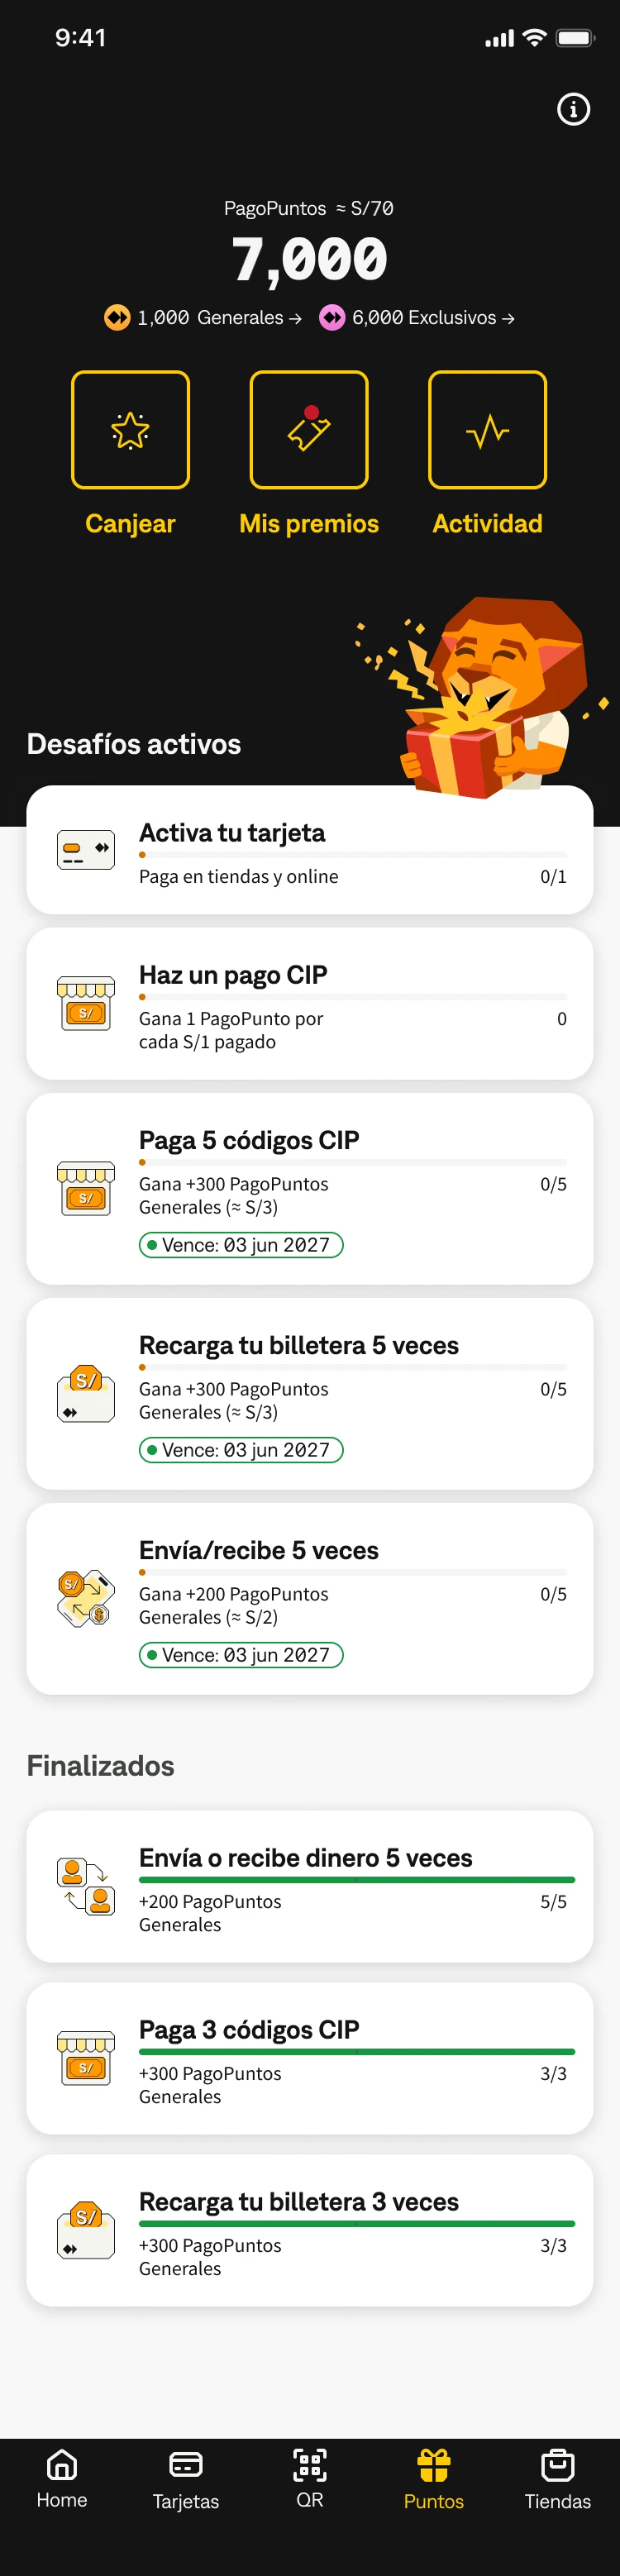 9:41
PagoPuntos ≈ S/70
7,000
1,000 Generales → 6,000 Exclusivos →
Canjear Mis premios Actividad
Desafíos activos
Activa tu tarjeta
Paga en tiendas y online 0/1
Haz un pago CIP
S/
Gana 1 PagoPunto por 0
cada S/1 pagado
Paga 5 códigos CIP
S/
Gana +300 PagoPuntos 0/5
Generales (≈ S/3)
Vence: 03 jun 2027
Recarga tu billetera 5 veces
S/
Gana +300 PagoPuntos 0/5
Generales (≈ S/3)
Vence: 03 jun 2027
Envía/recibe 5 veces
S/
$
Gana +200 PagoPuntos 0/5
Generales (≈ S/2)
Vence: 03 jun 2027
Finalizados
Envía o recibe dinero 5 veces
+200 PagoPuntos 5/5
Generales
Paga 3 códigos CIP
S/
+300 PagoPuntos 3/3
Generales
Recarga tu billetera 3 veces
S/
+300 PagoPuntos 3/3
Generales
Home Tarjetas QR Puntos Tiendas